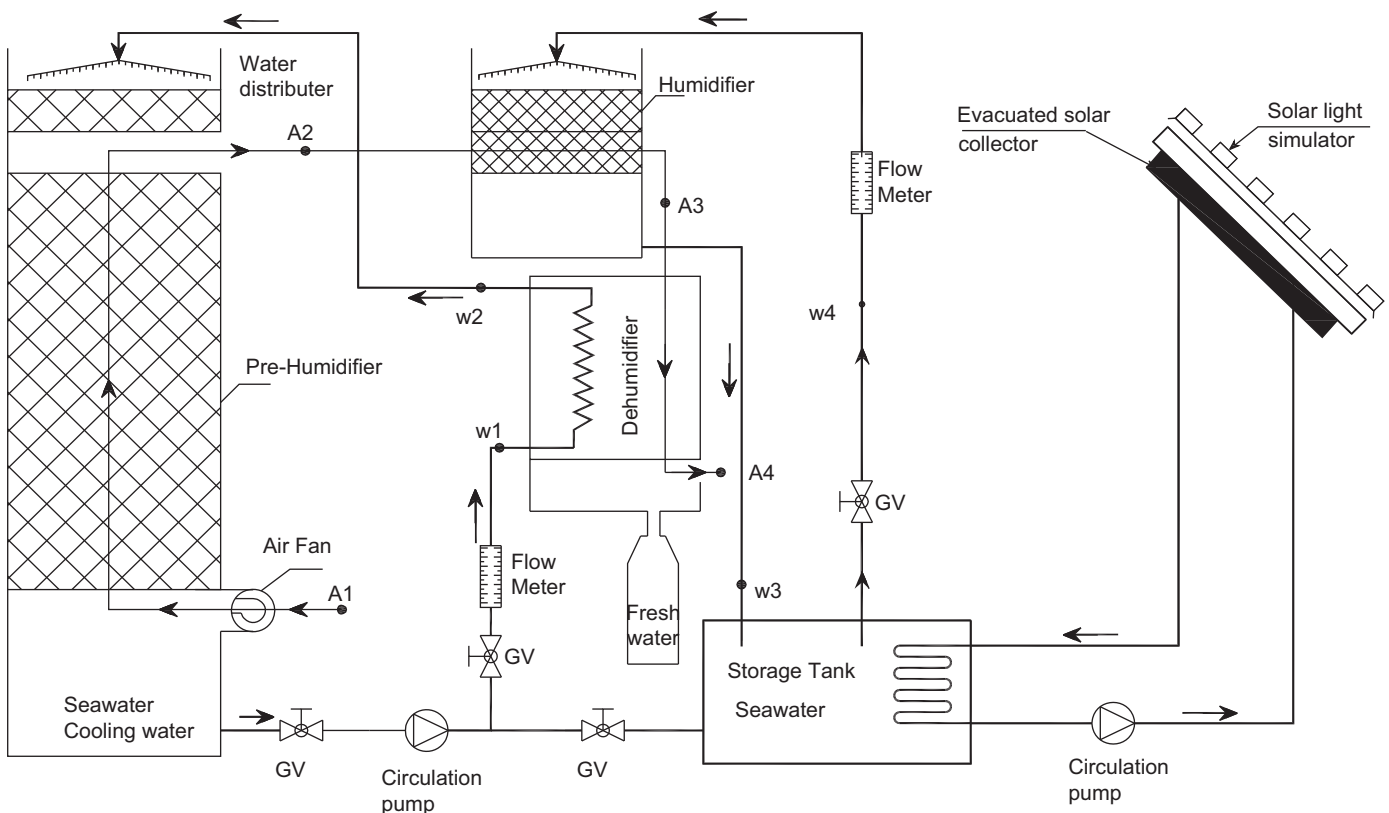 Water
distributer
Humidifier
Evacuated solar
collector
Solar light
simulator
A2
Flow
Meter
A3
w2
w4
Pre-Humidifier
Dehumidifier
w1
A4
GV
Air Fan
A1
Flow
Meter
w3
Fresh
water
GV
Storage Tank
Seawater
Seawater
Cooling water
GV
Circulation
pump
GV
Circulation
pump